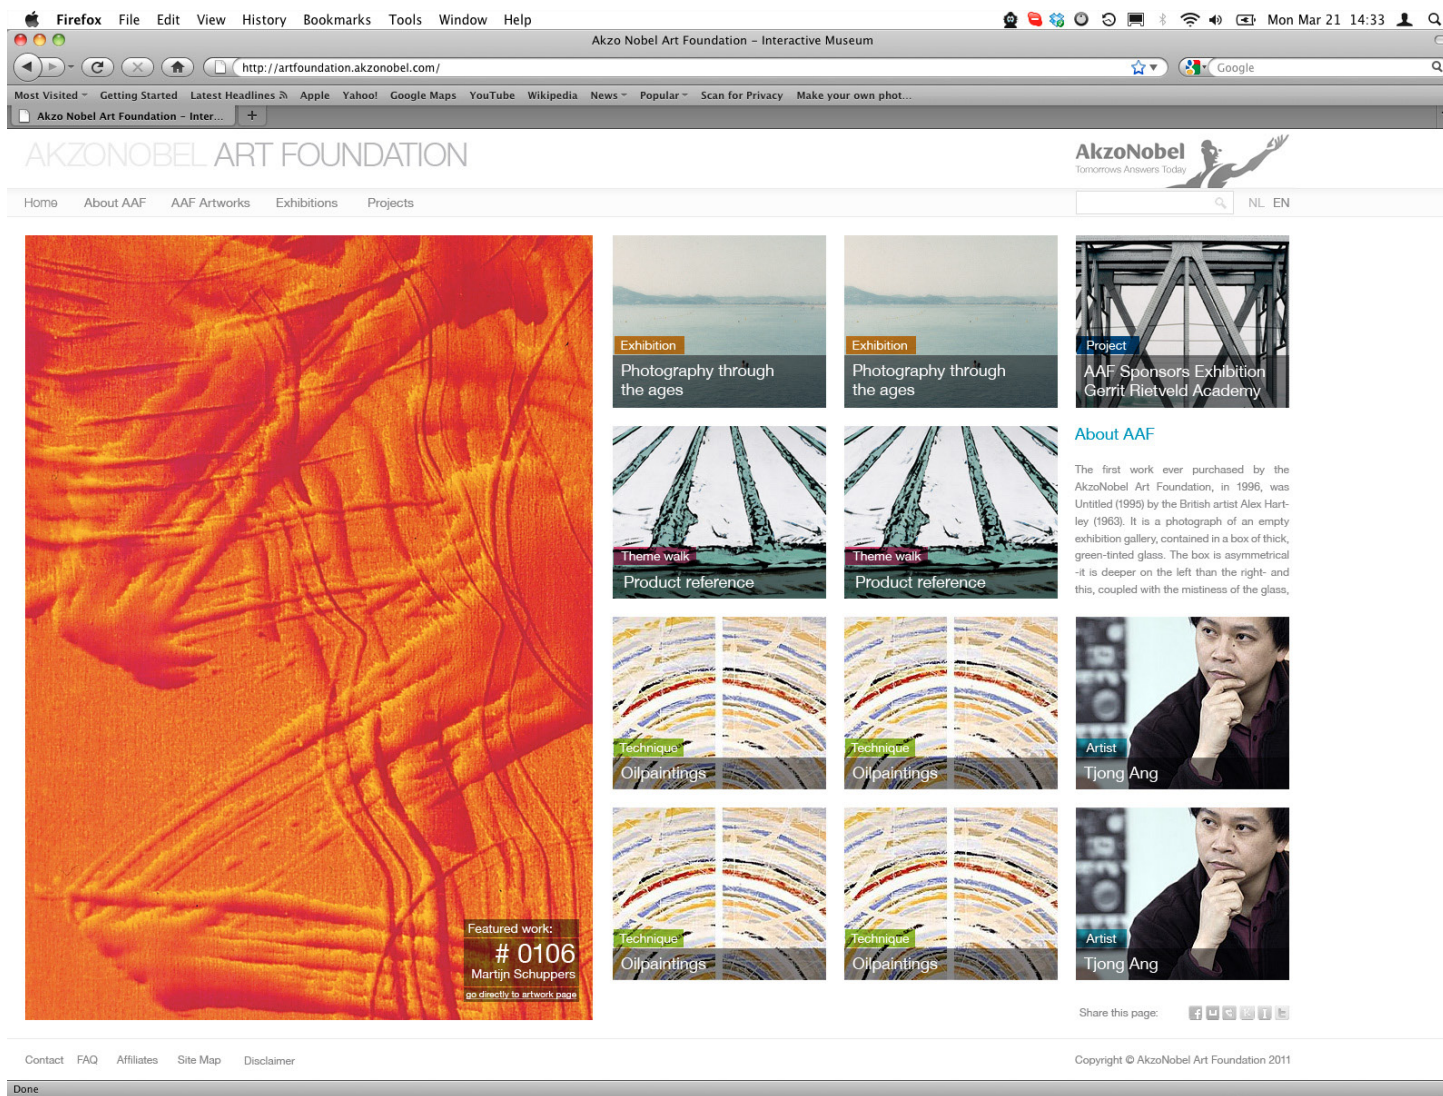 Firefox File Edit View History Bookmarks Tools Window Help
Mon Mar 21 14:33
Akzo Nobel Art Foundation – Interactive Museum
http://artfoundation.akzonobel.com/
Google
Most Visited Getting Started Latest Headlines Apple Yahoo! Google Maps YouTube Wikipedia News Popular Scan for Privacy Make your own phot...
Akzo Nobel Art Foundation – Inter...
AKZONOBEL ART FOUNDATION
AkzoNobel
Tomorrows Answers Today
Home About AAF AAF Artworks Exhibitions Projects
NL EN
Featured work:
# 0106
Martijn Schuppers
go directly to artwork page
Exhibition
Photography through
the ages
Exhibition
Photography through
the ages
Project
AAF Sponsors Exhibition
Gerrit Rietveld Academy
Theme walk
Product reference
Theme walk
Product reference
About AAF
The first work ever purchased by the
AkzoNobel Art Foundation, in 1996, was
Untitled (1995) by the British artist Alex Hart-
ley (1963). It is a photograph of an empty
exhibition gallery, contained in a box of thick,
green-tinted glass. The box is asymmetrical
-it is deeper on the left than the right- and
this, coupled with the mistiness of the glass,
Technique
Oilpaintings
Technique
Oilpaintings
Artist
Tjong Ang
Technique
Oilpaintings
Technique
Oilpaintings
Artist
Tjong Ang
Share this page:
Contact FAQ Affiliates Site Map Disclaimer
Copyright © AkzoNobel Art Foundation 2011
Done